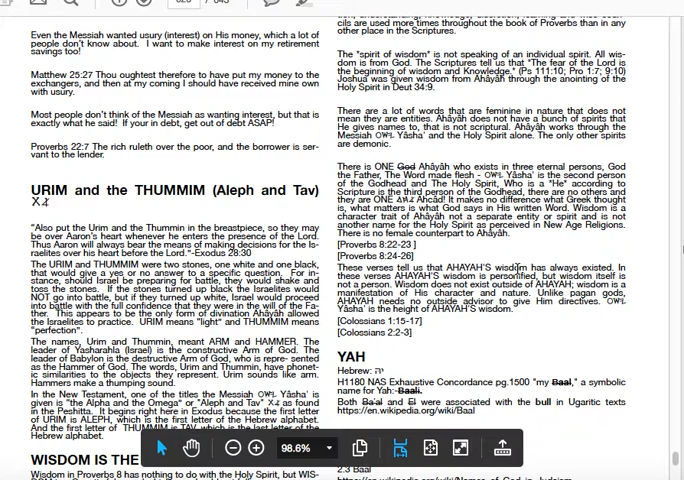 Even the Messiah wanted usury (interest) on His money, which a lot of
people don't know about. I want to make interest on my retirement
savings too!
Matthew 25:27 Thou oughtest therefore to have put my money to the
exchangers, and then at my coming I should have received mine own
with usury.
Most people don't think of the Messiah as wanting interest, but that is
exactly what he said! If your in debt, get out of debt ASAP!
Proverbs 22:7 The rich ruleth over the poor, and the borrower is ser-
vant to the lender.
URIM and the THUMMIM (Aleph and Tav)
"Also put the Urim and the Thummin in the breastpiece, so they may
be over Aaron's heart whenever he enters the presence of the Lord.
Thus Aaron will always bear the means of making decisions for the Is-
raelites over his heart before the Lord."-Exodus 28:30
The URIM and THUMMIM were two stones, one white and one black,
that would give a yes or no answer to a specific question. For in-
stance, should Israel be preparing for battle, they would shake and
toss the stones. If the stones turned up black the Israelites would
NOT go into battle, but if they turned up white, Israel would proceed
into battle with the full confidence that they were in the will of the Fa-
ther. This appears to be the only form of divination Ahâyâh allowed
the Israelites to practice. URIM means "light" and THUMMIM means
"perfection".
The names, Urim and Thummin, meant ARM and HAMMER. The
leader of Yasharahla (Israel) is the constructive Arm of God. The
leader of Babylon is the destructive Arm of God, who is repre- sented
as the Hammer of God. The words, Urim and Thummim, have phonet-
ic similarities to the objects they represent. Urim sounds like arm.
Hammers make a thumping sound.
In the New Testament, one of the titles the Messiah Yâsha'
given is "the Alpha and the Omega" or "Aleph and Tav" as found
in the Peshitta. It begins right here in Exodus because the first letter
of URIM is ALEPH, which is the first letter of the Hebrew alphabet.
And the first letter of THUMMIM is TAV, which is the last letter of the
Hebrew alphabet.
WISDOM IS THE
Wisdom in Proverbs 8 has nothing to do with the Holy Spirit, but WIS-
cils are used more times throughout the book of Proverbs than in any
other place in the Scriptures.
The "spirit of wisdom" is not speaking of an individual spirit. All wis-
dom is from God. The Scriptures tell us that "The fear of the Lord is
the beginning of wisdom and Knowledge." (Ps 111:10; Pro 1:7; 9:10)
Joshua was given wisdom from Ahâyâh through the anointing of the
Holy Spirit in Deut 34:9.
There are a lot of words that are feminine in nature that does not
mean they are entities. Ahâyâh does not have a bunch of spirits that
He gives names to, that is not scriptural. Ahâyâh works through the
Messiah Yâsha' and the Holy Spirit alone. The only other spirits
are demonic.
There is ONE God Ahâyâh who exists in three eternal persons, God
the Father, The Word made flesh - Yâsha' is the second person
of the Godhead and The Holy Spirit, Who is a "He" according to
Scripture is the third person of the Godhead, there are no others and
they are ONE Ahcâd! It makes no difference what Greek thought
is, what matters is what God says in His written Word. Wisdom is a
character trait of Ahâyâh not a separate entity or spirit and is not
another name for the Holy Spirit as perceived in New Age Religions.
There is no female counterpart to Ahâyâh.
[Proverbs 8:22-23 ]
[Proverbs 8:24-26]
These verses tell us that AHAYAH'S wisdom has always existed. In
these verses AHAYAH'S wisdom is personified, but wisdom itself is
not a person. Wisdom does not exist outside of AHAYAH; wisdom is a
manifestation of His character and nature. Unlike pagan gods,
AHAYAH needs no outside advisor to give Him directives.
Yâsha' is the height of AHAYAH'S wisdom.
[Colossians 1:15-17]
[Colossians 2:2-3]
YAH
Hebrew: יה
H1180 NAS Exhaustive Concordance pg.1500 "my Baal," a symbolic
name for Yah:-Baali.
Both Ba'al and El were associated with the bull in Ugaritic texts
https://en.wikipedia.org/wiki/Baal
98.6%
2.3 Baal